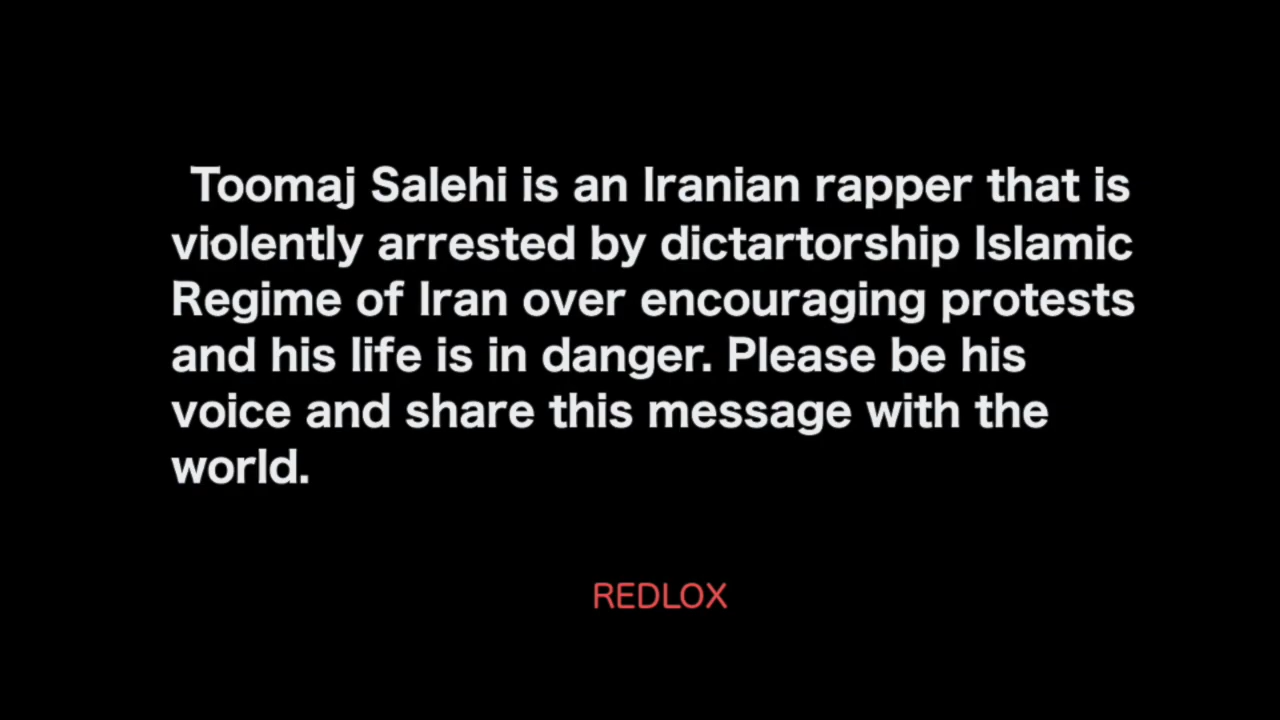 Toomaj Salehi is an Iranian rapper that is
violently arrested by dictartorship Islamic
Regime of Iran over encouraging protests
and his life is in danger. Please be his
voice and share this message with the
world.
REDLOX